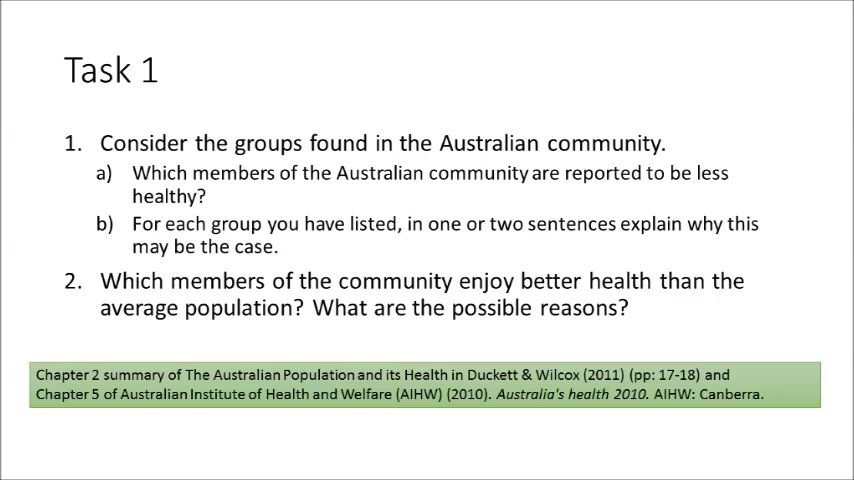 Task 1
1. Consider the groups found in the Australian community.
a) Which members of the Australian community are reported to be less
healthy?
b) For each group you have listed, in one or two sentences explain why this
may be the case.
2. Which members of the community enjoy better health than the
average population? What are the possible reasons?
Chapter 2 summary of The Australian Population and its Health in Duckett & Wilcox (2011) (pp: 17-18) and
Chapter 5 of Australian Institute of Health and Welfare (AIHW) (2010). Australia's health 2010. AIHW: Canberra.